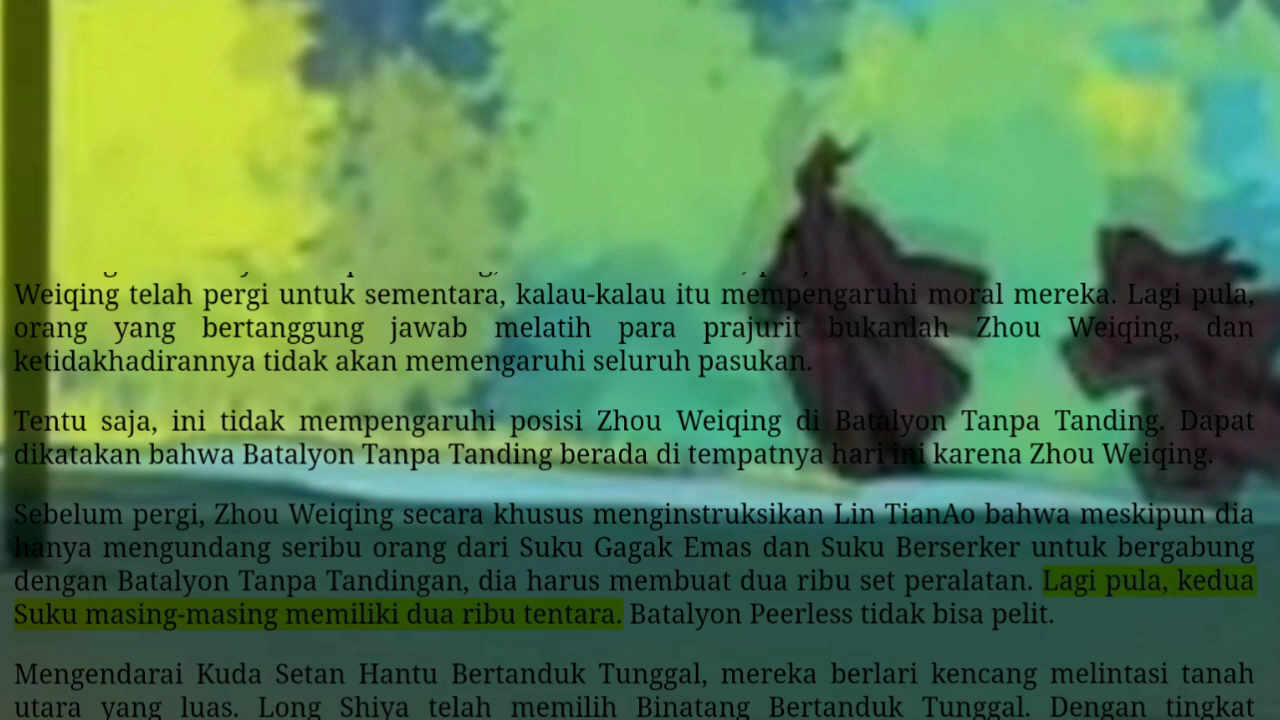 Weiqing telah pergi untuk sementara, kalau-kalau itu mempengaruhi moral mereka. Lagi pula,
orang yang bertanggung jawab melatih para prajurit bukanlah Zhou Weiqing, dan
ketidakhadirannya tidak akan memengaruhi seluruh pasukan.
Tentu saja, ini tidak mempengaruhi posisi Zhou Weiqing di Batalyon Tanpa Tanding. Dapat
dikatakan bahwa Batalyon Tanpa Tanding berada di tempatnya hari ini karena Zhou Weiqing.
Sebelum pergi, Zhou Weiqing secara khusus menginstruksikan Lin TianAo bahwa meskipun dia
hanya mengundang seribu orang dari Suku Gagak Emas dan Suku Berserker untuk bergabung
dengan Batalyon Tanpa Tandingan, dia harus membuat dua ribu set peralatan. Lagi pula, kedua
Suku masing-masing memiliki dua ribu tentara. Batalyon Peerless tidak bisa pelit.
Mengendarai Kuda Setan Hantu Bertanduk Tunggal, mereka berlari kencang melintasi tanah
utara yang luas. Long Shiya telah memilih Binatang Bertanduk Tunggal. Dengan tingkat